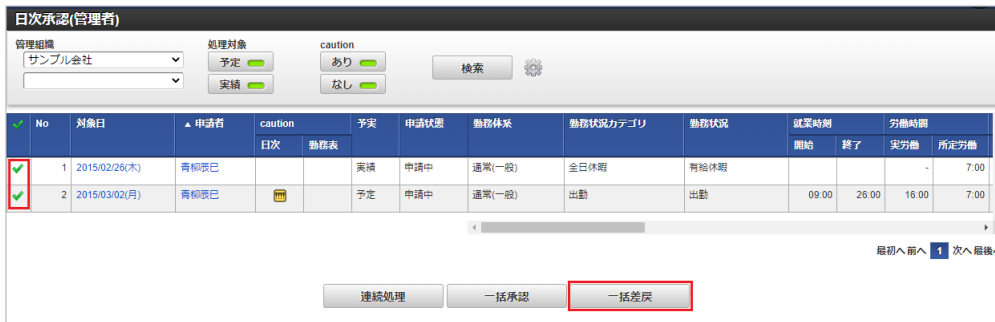 日次承認(管理者)
管理組織 処理対象 caution
サンプル会社 予定 あり 検索
実績 なし
No 対象日 ▲ 申請者 caution 予実 申請状態 勤務体系 勤務状況カテゴリ 勤務状況 就業時刻 労働時間
日次 勤務表 開始 終了 実労働 所定労働
1 2015/02/26(木) 青柳辰巳 実績 申請中 通常(一般) 全日休暇 有給休暇 - 7:00
2 2015/03/02(月) 青柳辰巳 予定 申請中 通常(一般) 出勤 出勤 09:00 26:00 16:00 7:00
最初へ 前へ 1 次へ 最後へ
連続処理 一括承認 一括差戻